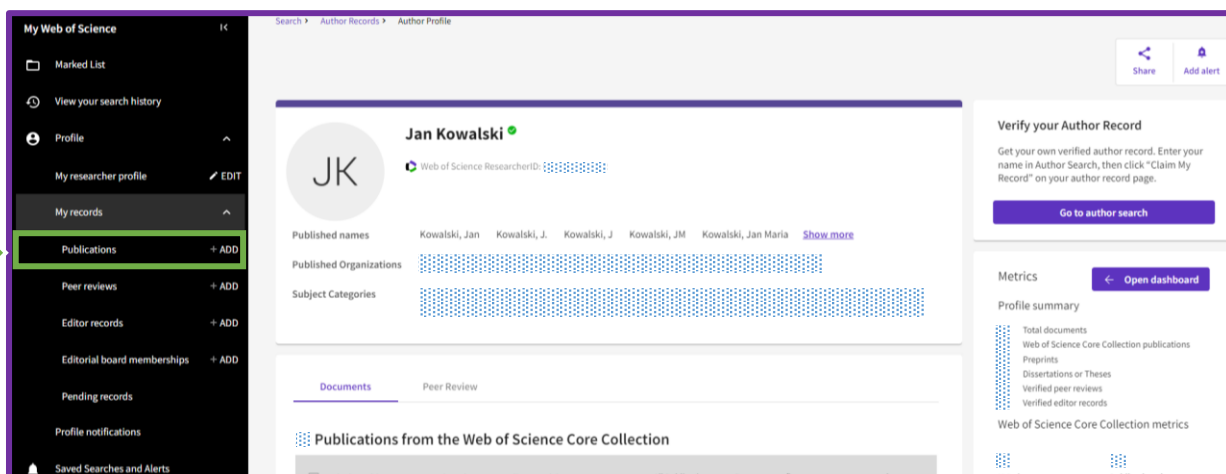 My Web of Science
Marked List
View your search history
Profile
My researcher profile
EDIT
My records
Publications
+ ADD
Peer reviews
+ ADD
Editor records
+ ADD
Editorial board memberships
+ ADD
Pending records
Profile notifications
Saved Searches and Alerts
Search > Author Records > Author Profile
Share
Add alert
JK
Jan Kowalski
Web of Science ResearcherID:
Published names Kowalski, Jan Kowalski, J. Kowalski, J Kowalski, JM Kowalski, Jan Maria Show more
Published Organizations
Subject Categories
Documents
Peer Review
Publications from the Web of Science Core Collection
Verify your Author Record
Get your own verified author record. Enter your
name in Author Search, then click "Claim My
Record" on your author record page.
Go to author search
Metrics
← Open dashboard
Profile summary
Total documents
Web of Science Core Collection publications
Preprints
Dissertations or Theses
Verified peer reviews
Verified editor records
Web of Science Core Collection metrics